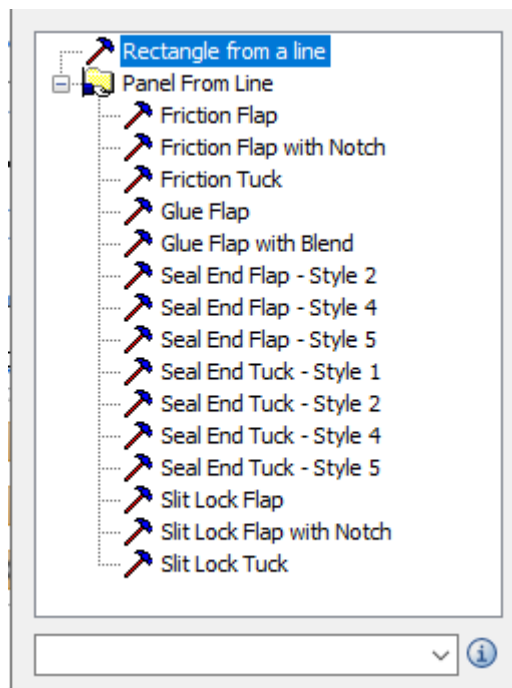 Rectangle from a line
Panel From Line
Friction Flap
Friction Flap with Notch
Friction Tuck
Glue Flap
Glue Flap with Blend
Seal End Flap - Style 2
Seal End Flap - Style 4
Seal End Flap - Style 5
Seal End Tuck - Style 1
Seal End Tuck - Style 2
Seal End Tuck - Style 4
Seal End Tuck - Style 5
Slit Lock Flap
Slit Lock Flap with Notch
Slit Lock Tuck